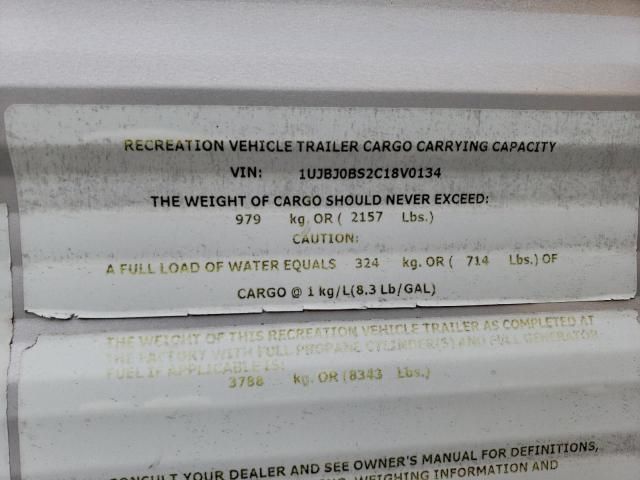 RECREATION VEHICLE TRAILER CARGO CARRYING CAPACITY
VIN: 1UJBJ0BS2C18V0134
THE WEIGHT OF CARGO SHOULD NEVER EXCEED:
979 kg. OR ( 2157 Lbs.)
CAUTION:
A FULL LOAD OF WATER EQUALS 324 kg. OR ( 714 Lbs.) OF
CARGO @ 1 kg/L(8.3 Lb/GAL)
THE WEIGHT OF THIS RECREATION VEHICLE TRAILER AS COMPLETED AT
THE FACTORY WITH FULL PROPANE CYLINDER(S) AND FULL GENERATOR
FUEL IF APPLICABLE IS:
3788 kg. OR (8343 Lbs.)
CONSULT YOUR DEALER AND SEE OWNER'S MANUAL FOR DEFINITIONS,
WEIGHING INFORMATION AND